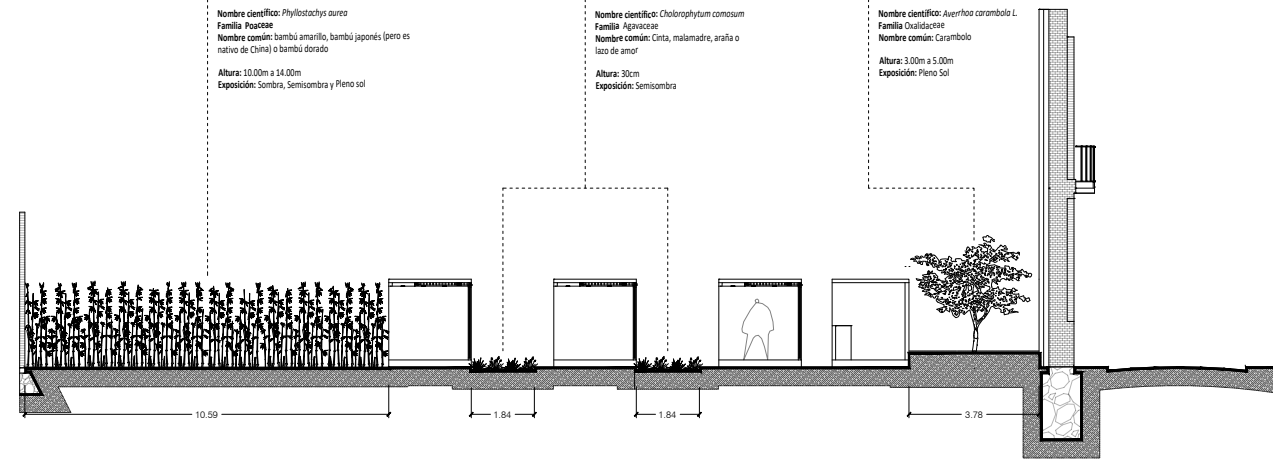 Nombre científico: Phyllostachys aurea
Familia Poaceae
Nombre común: bambú amarillo, bambú japonés (pero es
nativo de China) o bambú dorado
Altura: 10.00m a 14.00m
Exposición: Sombra, Semisombra y Pleno sol
Nombre científico: Cholorophytum comosum
Familia Agavaceae
Nombre común: Cinta, malamadre, araña o
lazo de amor
Altura: 30cm
Exposición: Semisombra
Nombre científico: Averrhoa carambola L.
Familia Oxalidaceae
Nombre común: Carambolo
Altura: 3.00m a 5.00m
Exposición: Pleno Sol
10.59
1.84
1.84
3.78